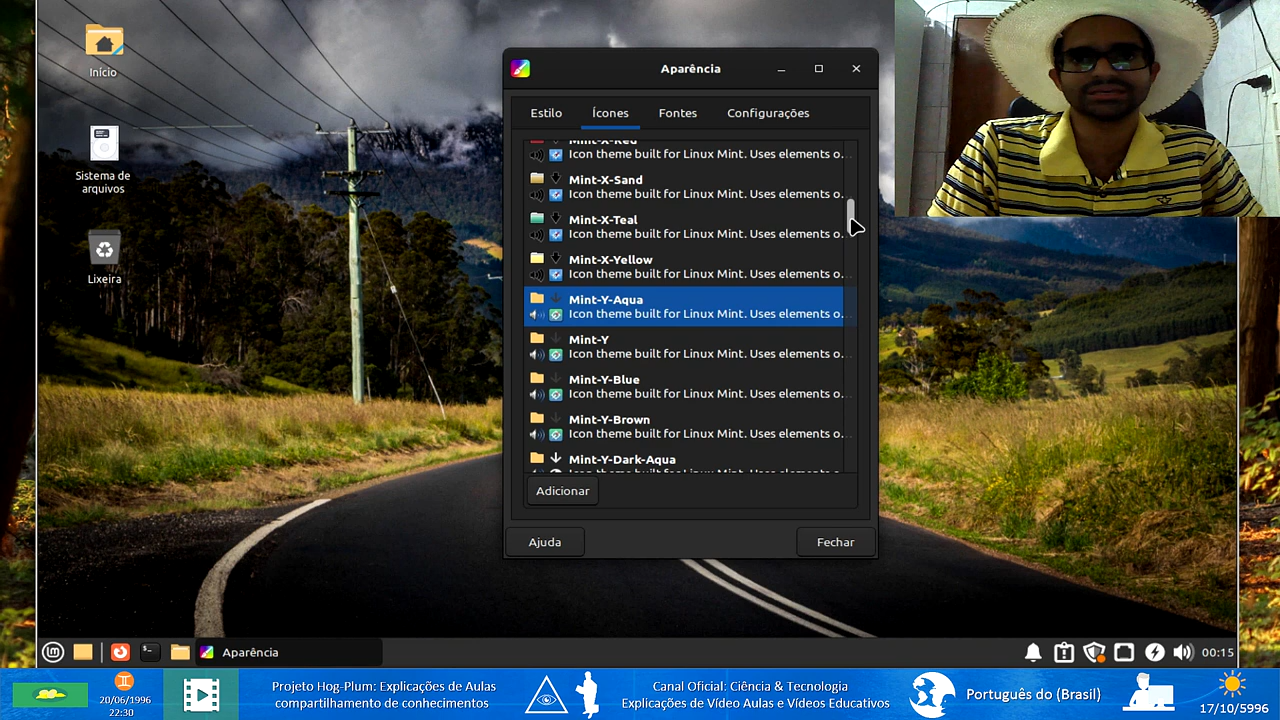 Início
Sistema de
arquivos
Lixeira
Aparência
Estilo
Ícones
Fontes
Configurações
Mint-X-Red
Icon theme built for Linux Mint. Uses elements o...
Mint-X-Sand
Icon theme built for Linux Mint. Uses elements o...
Mint-X-Teal
Icon theme built for Linux Mint. Uses elements o...
Mint-X-Yellow
Icon theme built for Linux Mint. Uses elements o...
Mint-Y-Aqua
Icon theme built for Linux Mint. Uses elements o...
Mint-Y
Icon theme built for Linux Mint. Uses elements o...
Mint-Y-Blue
Icon theme built for Linux Mint. Uses elements o...
Mint-Y-Brown
Icon theme built for Linux Mint. Uses elements o...
Mint-Y-Dark-Aqua
Icon theme built for Linux Mint. Uses elements o...
Adicionar
Ajuda
Fechar
Aparência
00:15
20/06/1996
22:30
Projeto Hog-Plum: Explicações de Aulas
compartilhamento de conhecimentos
Canal Oficial: Ciência & Tecnologia
Explicações de Vídeo Aulas e Vídeos Educativos
Português do (Brasil)
17/10/5996